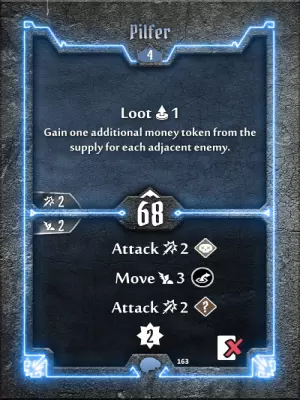 Pilfer
4
Loot 1
Gain one additional money token from the
supply for each adjacent enemy.
2
2
68
Attack 2
Move 3
Attack 2 ?
2
163